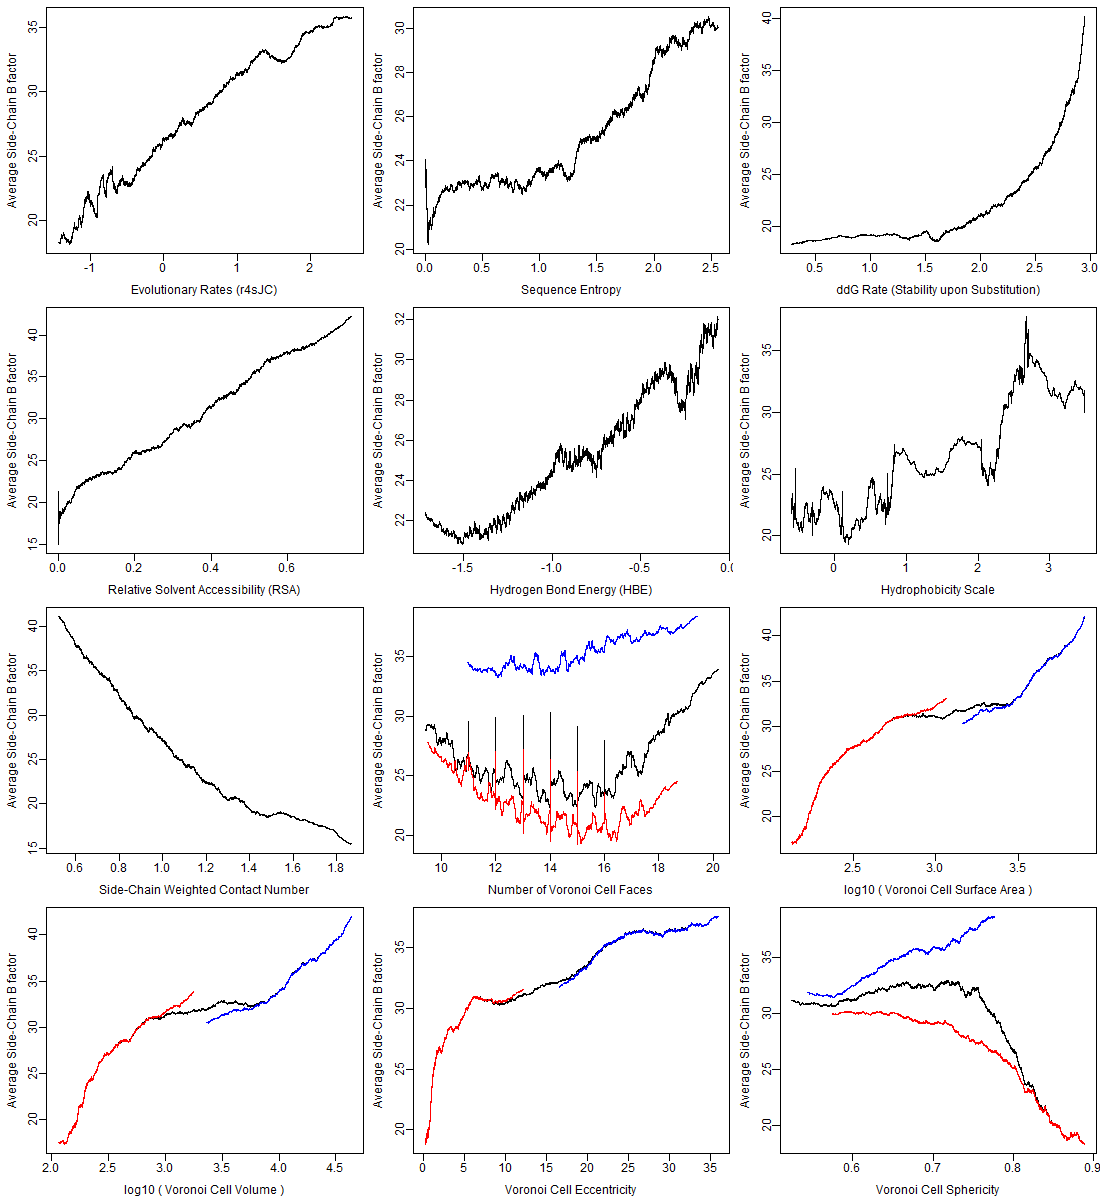 Average Side-Chain B factor
20 25 30 35
-1 0 1 2
Evolutionary Rates (r4sJC)
Average Side-Chain B factor
20 22 24 26 28 30
0.0 0.5 1.0 1.5 2.0 2.5
Sequence Entropy
Average Side-Chain B factor
20 25 30 35 40
0.5 1.0 1.5 2.0 2.5 3.0
ddG Rate (Stability upon Substitution)
Average Side-Chain B factor
15 20 25 30 35 40
0.0 0.2 0.4 0.6
Relative Solvent Accessibility (RSA)
Average Side-Chain B factor
22 24 26 28 30 32
-1.5 -1.0 -0.5 0.0
Hydrogen Bond Energy (HBE)
Average Side-Chain B factor
20 25 30 35
0 1 2 3
Hydrophobicity Scale
Average Side-Chain B factor
15 20 25 30 35 40
0.6 0.8 1.0 1.2 1.4 1.6 1.8
Side-Chain Weighted Contact Number
Average Side-Chain B factor
20 25 30 35
10 12 14 16 18 20
Number of Voronoi Cell Faces
Average Side-Chain B factor
20 25 30 35 40
2.5 3.0 3.5
log10 ( Voronoi Cell Surface Area )
Average Side-Chain B factor
20 25 30 35 40
2.0 2.5 3.0 3.5 4.0 4.5
log10 ( Voronoi Cell Volume )
Average Side-Chain B factor
20 25 30 35
0 5 10 15 20 25 30 35
Voronoi Cell Eccentricity
Average Side-Chain B factor
20 25 30 35
0.6 0.7 0.8 0.9
Voronoi Cell Sphericity